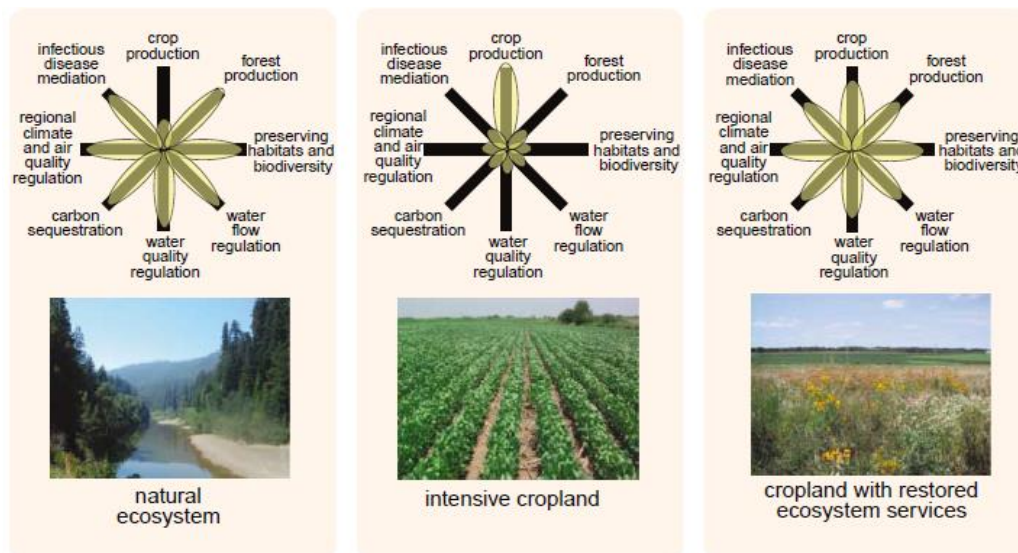 crop
production
infectious
disease
mediation
forest
production
regional
climate
and air
quality
regulation
preserving
habitats and
biodiversity
carbon
sequestration
water
flow
regulation
water
quality
regulation
natural
ecosystem
crop
production
infectious
disease
mediation
forest
production
regional
climate
and air
quality
regulation
preserving
habitats and
biodiversity
carbon
sequestration
water
flow
regulation
water
quality
regulation
intensive cropland
crop
production
infectious
disease
mediation
forest
production
regional
climate
and air
quality
regulation
preserving
habitats and
biodiversity
carbon
sequestration
water
flow
regulation
water
quality
regulation
cropland with restored
ecosystem services